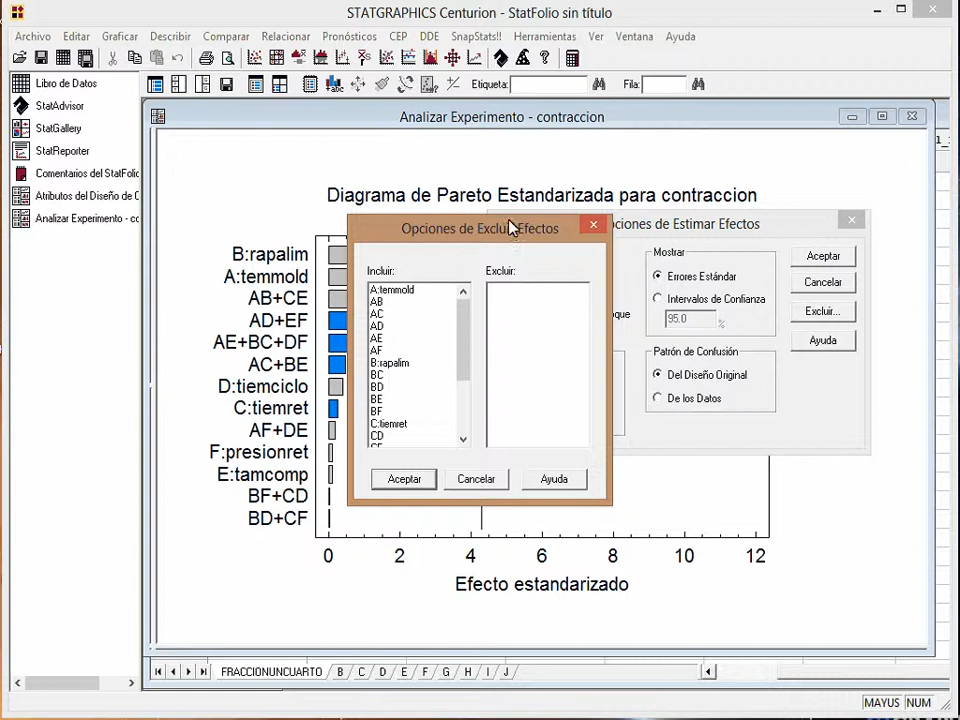 STATGRAPHICS Centurion - StatFolio sin título
Archivo Editar Graficar Describir Comparar Relacionar Pronósticos CEP DDE SnapStats!! Herramientas Ver Ventana Ayuda
Etiqueta: Fila:
Libro de Datos
StatAdvisor
StatGallery
StatReporter
Comentarios del StatFolio
Atributos del Diseño de C
Analizar Experimento - co
Analizar Experimento - contraccion
Diagrama de Pareto Estandarizada para contraccion
B:rapalim
A:temmold
AB+CE
AD+EF
AE+BC+DF
AC+BE
D:tiemciclo
C:tiemret
AF+DE
F:presionret
E:tamcomp
BF+CD
BD+CF
0 2 4 6 8 10 12
Efecto estandarizado
Opciones de Estimar Efectos
Mostrar
Errores Estándar
Intervalos de Confianza
95.0 %
Patrón de Confusión
Del Diseño Original
De los Datos
Aceptar
Cancelar
Excluir...
Ayuda
Opciones de Excluir Efectos
Incluir: Excluir:
A:temmold
AB
AC
AD
AE
AF
B:rapalim
BC
BD
BE
BF
C:tiemret
CD
Aceptar Cancelar Ayuda
FRACCIONUNCUARTO B C D E F G H I J
MAYUS NUM